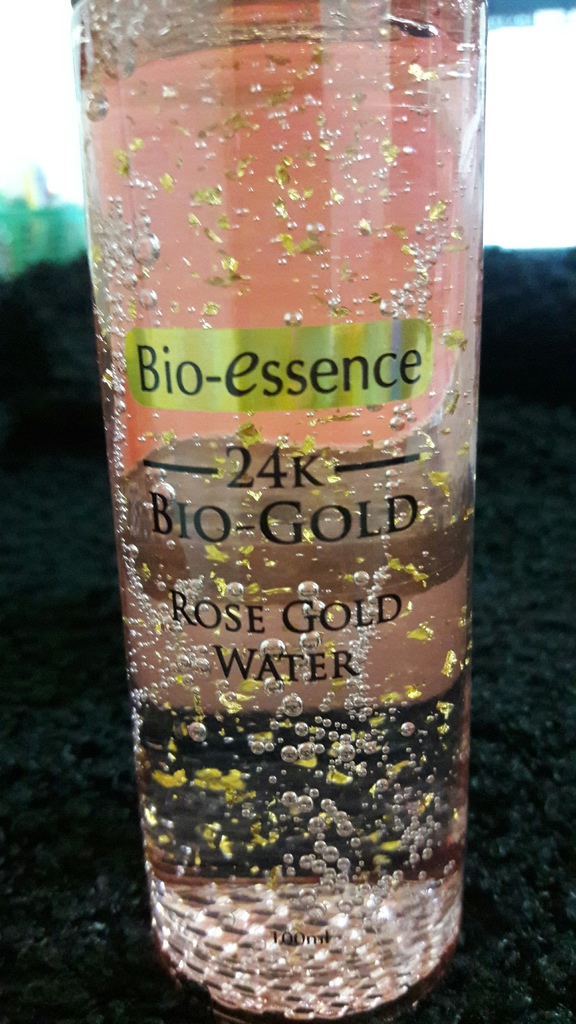 Bio-essence
24K
BIO-GOLD
ROSE GOLD
WATER
100ml